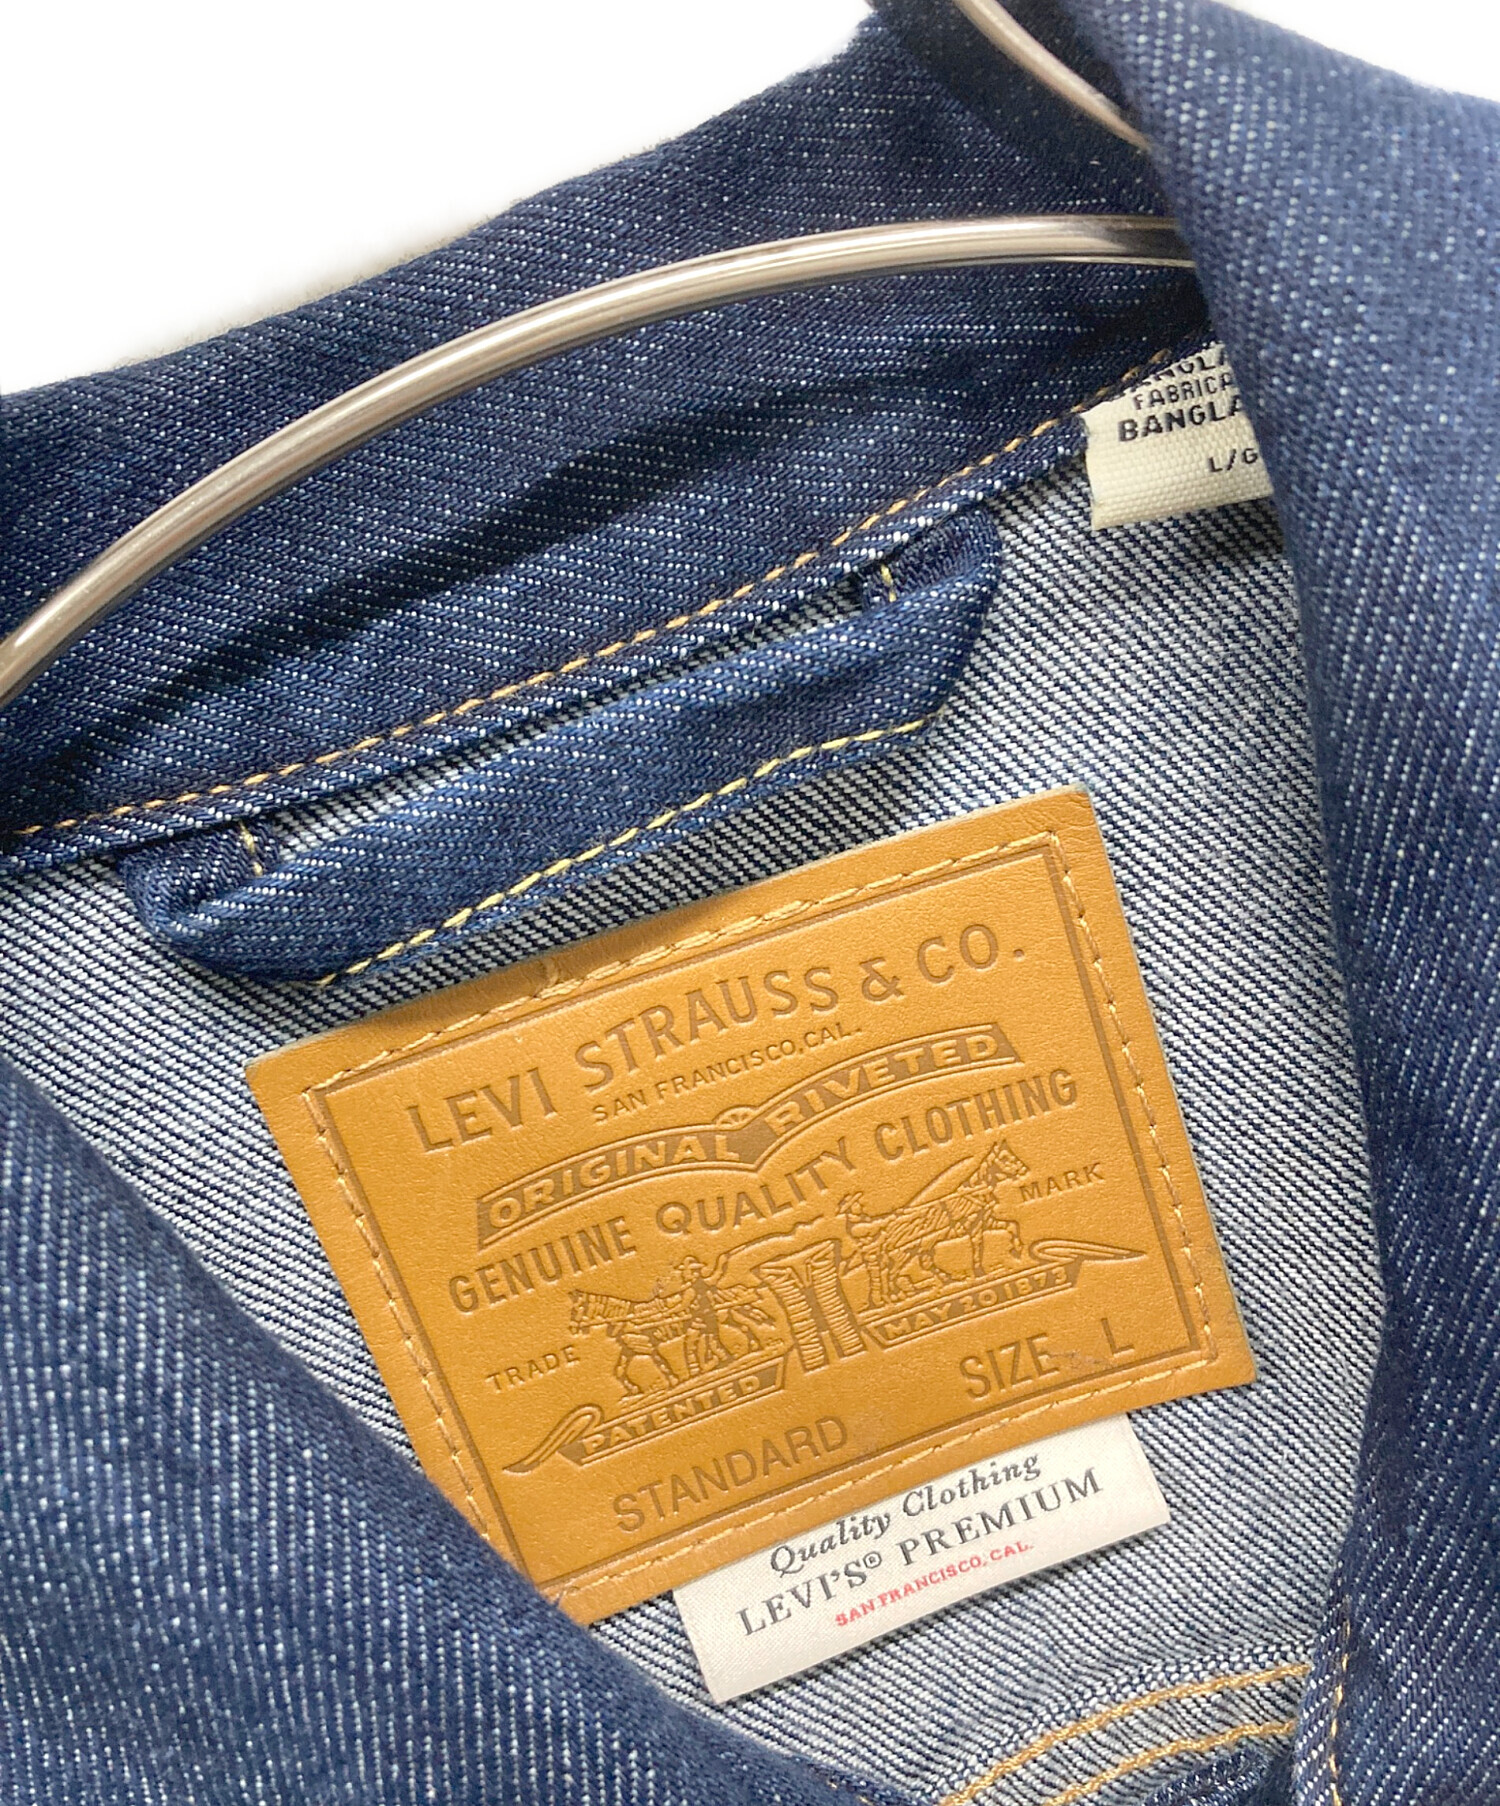 FABRICA
BANGLA
L/G
LEVI STRAUSS & CO.
SAN FRANCISCO, CAL.
ORIGINAL RIVETED
GENUINE QUALITY CLOTHING
TRADE MARK
PATENTED MAY 20 1873
STANDARD SIZE L
Quality Clothing
LEVI'S® PREMIUM
SAN FRANCISCO, CAL.